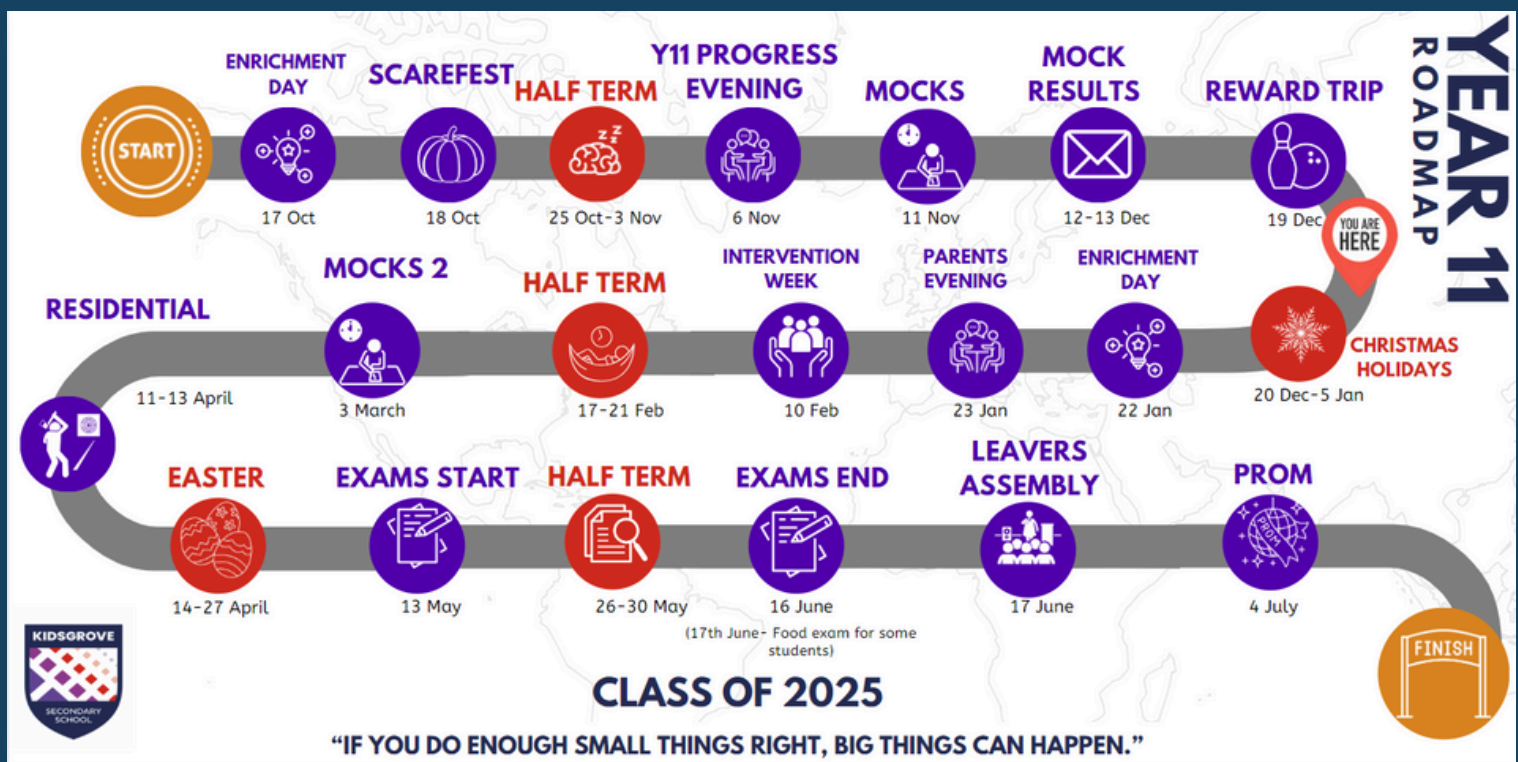 YEAR 11
ROADMAP
START
ENRICHMENT
DAY
17 Oct
SCAREFEST
18 Oct
HALF TERM
z z z
25 Oct-3 Nov
Y11 PROGRESS
EVENING
6 Nov
MOCKS
11 Nov
MOCK
RESULTS
12-13 Dec
REWARD TRIP
19 Dec
YOU ARE
HERE
CHRISTMAS
HOLIDAYS
20 Dec-5 Jan
ENRICHMENT
DAY
22 Jan
PARENTS
EVENING
23 Jan
INTERVENTION
WEEK
10 Feb
HALF TERM
17-21 Feb
MOCKS 2
3 March
RESIDENTIAL
11-13 April
EASTER
14-27 April
EXAMS START
13 May
HALF TERM
26-30 May
EXAMS END
16 June
(17th June- Food exam for some
students)
LEAVERS
ASSEMBLY
17 June
PROM
PROM
4 July
FINISH
KIDSGROVE
SECONDARY
SCHOOL
CLASS OF 2025
“IF YOU DO ENOUGH SMALL THINGS RIGHT, BIG THINGS CAN HAPPEN.”